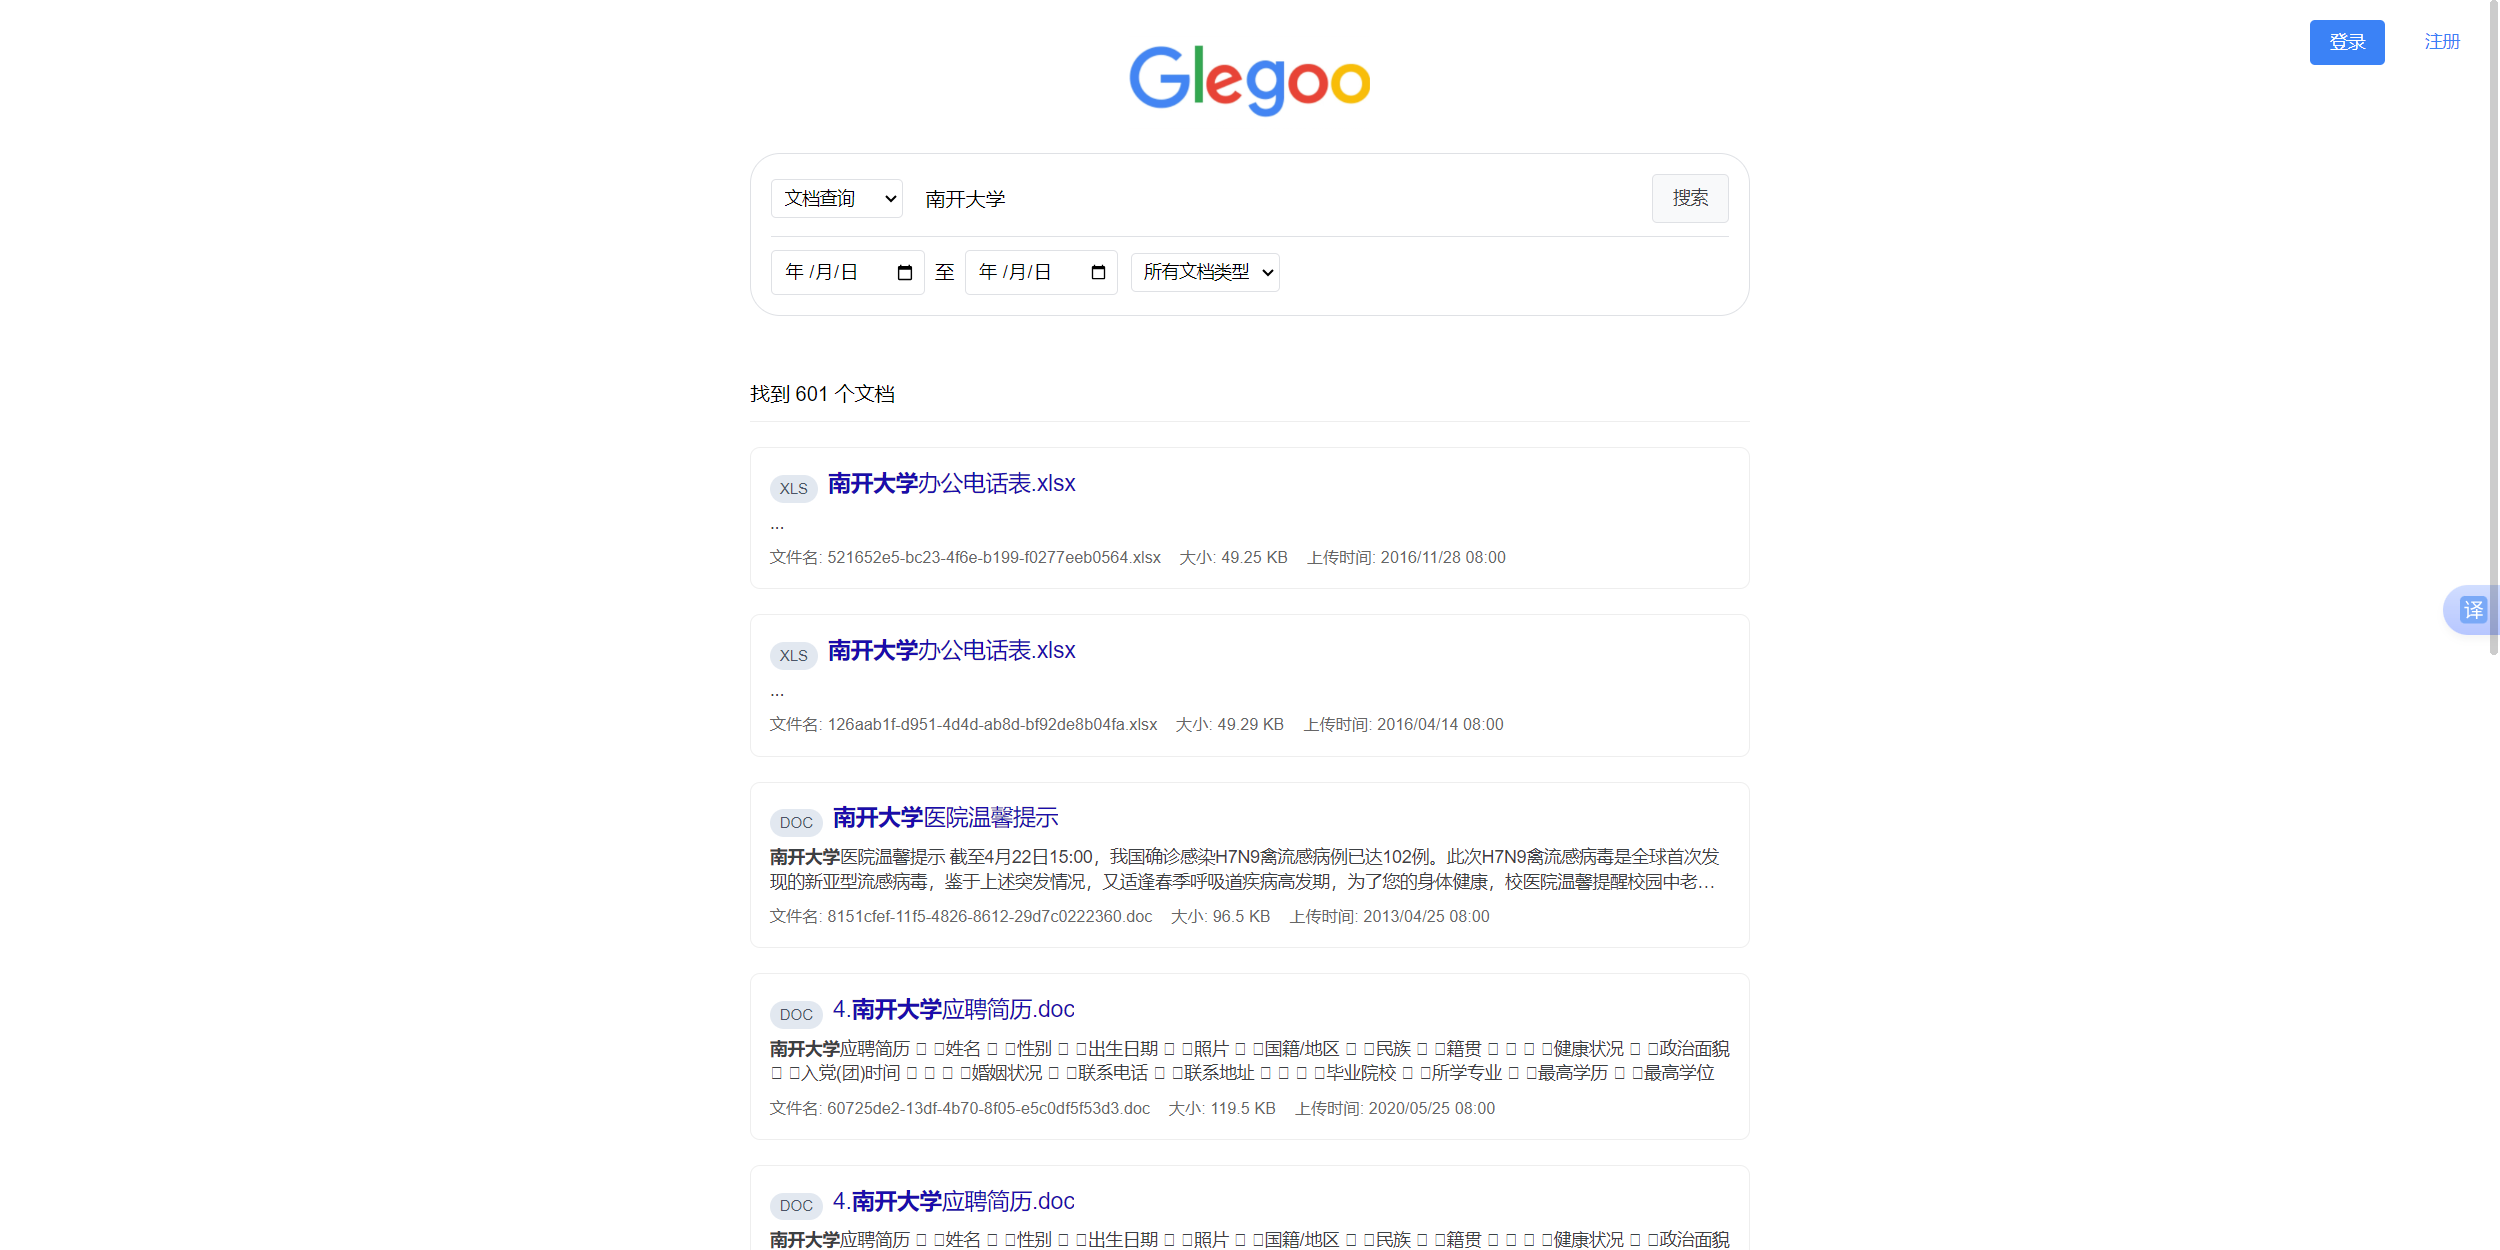 登录 注册
Glegoo
文档查询 南开大学 搜索
年 /月/日 至 年 /月/日 所有文档类型
找到 601 个文档
XLS 南开大学办公电话表.xlsx
...
文件名: 521652e5-bc23-4f6e-b199-f0277eeb0564.xlsx 大小: 49.25 KB 上传时间: 2016/11/28 08:00
译
XLS 南开大学办公电话表.xlsx
...
文件名: 126aab1f-d951-4d4d-ab8d-bf92de8b04fa.xlsx 大小: 49.29 KB 上传时间: 2016/04/14 08:00
DOC 南开大学医院温馨提示
南开大学医院温馨提示 截至4月22日15:00，我国确诊感染H7N9禽流感病例已达102例。此次H7N9禽流感病毒是全球首次发
现的新亚型流感病毒，鉴于上述突发情况，又适逢春季呼吸道疾病高发期，为了您的身体健康，校医院温馨提醒校园中老...
文件名: 8151cfef-11f5-4826-8612-29d7c0222360.doc 大小: 96.5 KB 上传时间: 2013/04/25 08:00
DOC 4.南开大学应聘简历.doc
南开大学应聘简历 □ □姓名 □ □性别 □ □出生日期 □ □照片 □ □国籍/地区 □ □民族 □ □籍贯 □ □ □ □健康状况 □ □政治面貌
□ □入党(团)时间 □ □ □ □婚姻状况 □ □联系电话 □ □联系地址 □ □ □ □毕业院校 □ □所学专业 □ □最高学历 □ □最高学位
文件名: 60725de2-13df-4b70-8f05-e5c0df5f53d3.doc 大小: 119.5 KB 上传时间: 2020/05/25 08:00
DOC 4.南开大学应聘简历.doc
南开大学应聘简历 □ □姓名 □ □性别 □ □出生日期 □ □照片 □ □国籍/地区 □ □民族 □ □籍贯 □ □ □ □健康状况 □ □政治面貌